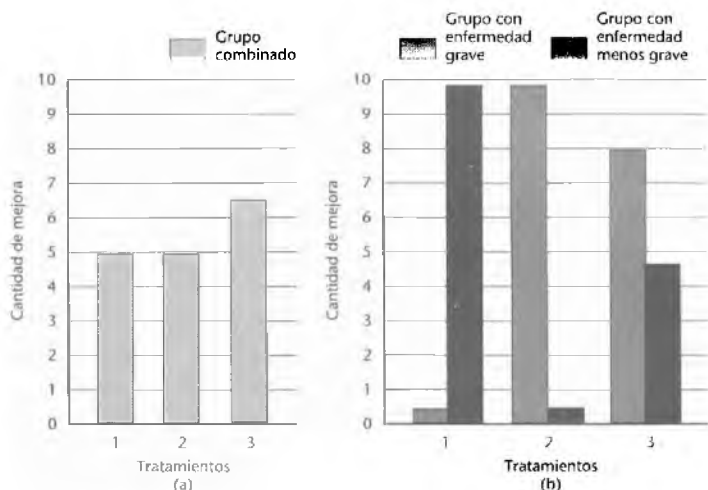 Grupo
combinado
10
9
8
7
6
5
4
3
2
1
0
Cantidad de mejora
1 2 3
Tratamientos
(a)
Grupo con
enfermedad
grave
Grupo con
enfermedad
menos grave
10
9
8
7
6
5
4
3
2
1
0
Cantidad de mejora
1 2 3
Tratamientos
(b)